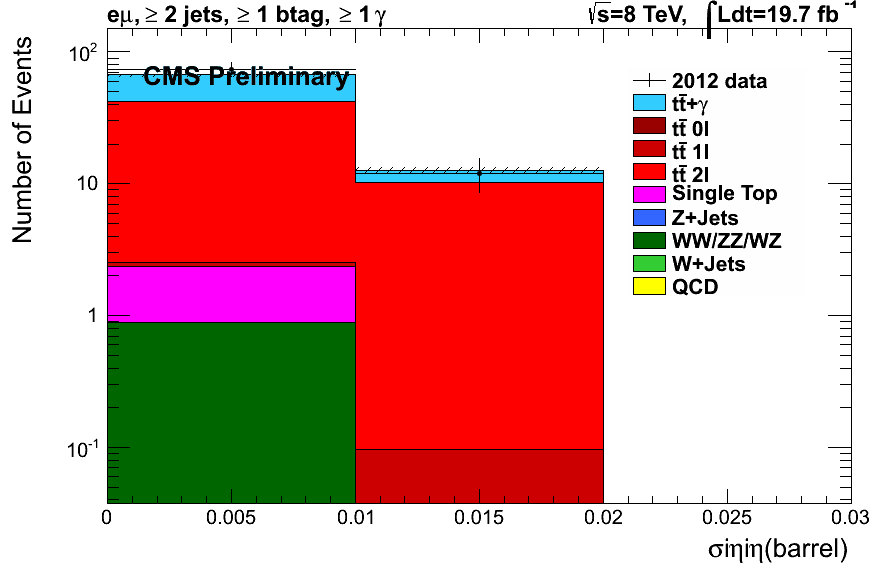 eμ, ≥ 2 jets, ≥ 1 btag, ≥ 1 γ
√s=8 TeV, ∫Ldt=19.7 fb⁻¹
Number of Events
10²
10
1
10⁻¹
CMS Preliminary
2012 data
tt̄+γ
tt̄ 0l
tt̄ 1l
tt̄ 2l
Single Top
Z+Jets
WW/ZZ/WZ
W+Jets
QCD
0 0.005 0.01 0.015 0.02 0.025 0.03
σiηiη(barrel)